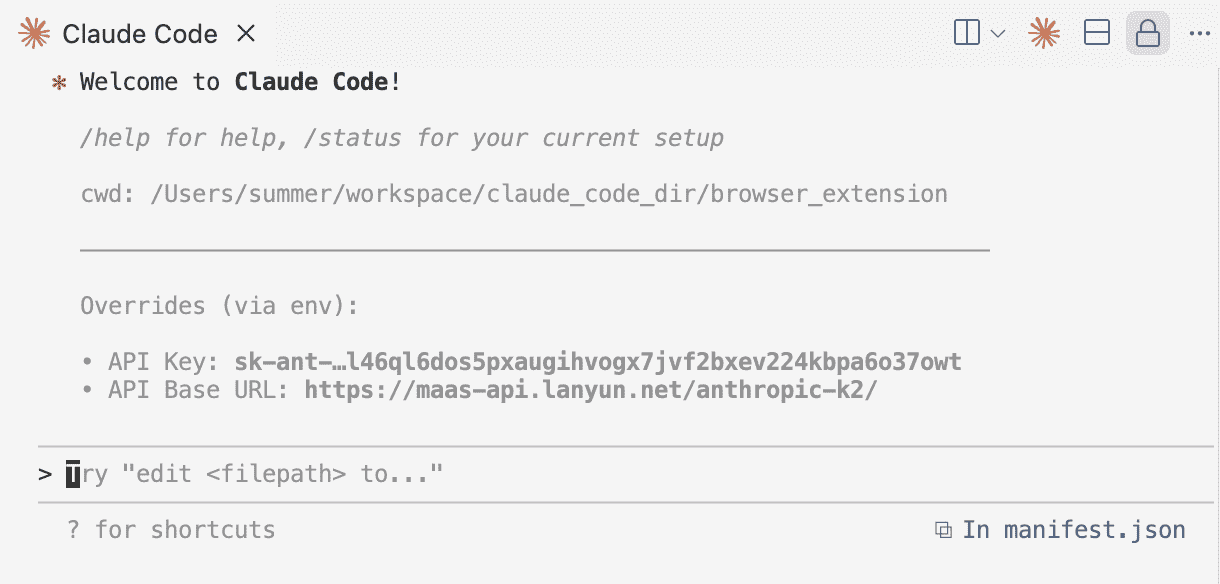 Claude Code ×
* Welcome to Claude Code!
/help for help, /status for your current setup
cwd: /Users/summer/workspace/claude_code_dir/browser_extension
Overrides (via env):
• API Key: sk-ant-…l46ql6dos5pxaugihvogx7jvf2bxev224kbpa6o37owt
• API Base URL: https://maas-api.lanyun.net/anthropic-k2/
> Try "edit <filepath> to..."
? for shortcuts In manifest.json